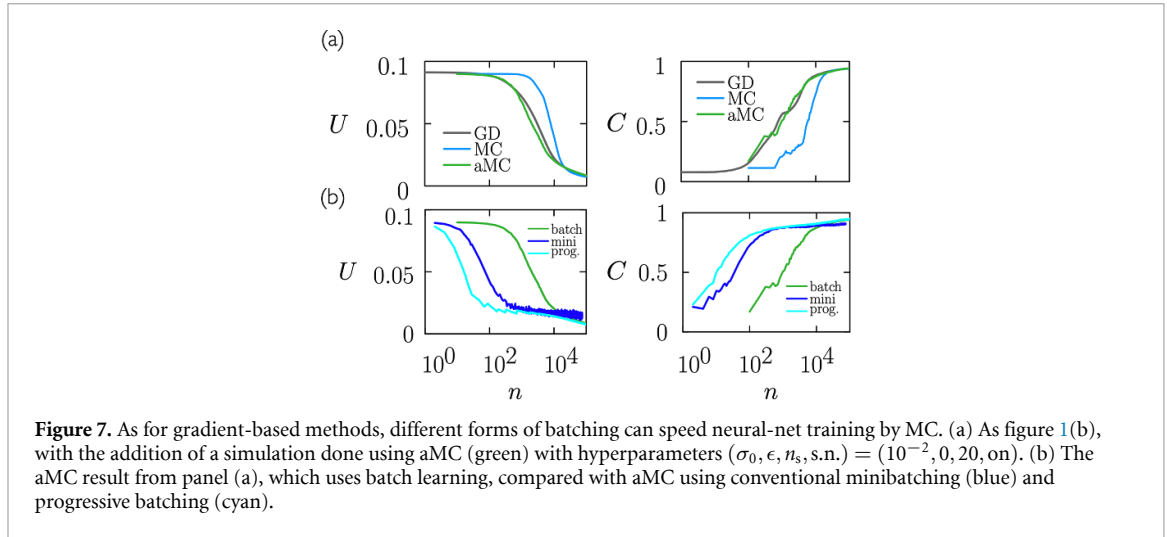 (a)
0.1
U
0.05
0
GD
MC
aMC
1
C
0.5
0
GD
MC
aMC
(b)
0.1
U
0.05
0
batch
mini
prog.
10^0 10^2 10^4
n
1
C
0.5
0
batch
mini
prog.
10^0 10^2 10^4
n
Figure 7. As for gradient-based methods, different forms of batching can speed neural-net training by MC. (a) As figure 1(b),
with the addition of a simulation done using aMC (green) with hyperparameters (σ₀, ϵ, nₛ, s.n.) = (10⁻², 0, 20, on). (b) The
aMC result from panel (a), which uses batch learning, compared with aMC using conventional minibatching (blue) and
progressive batching (cyan).